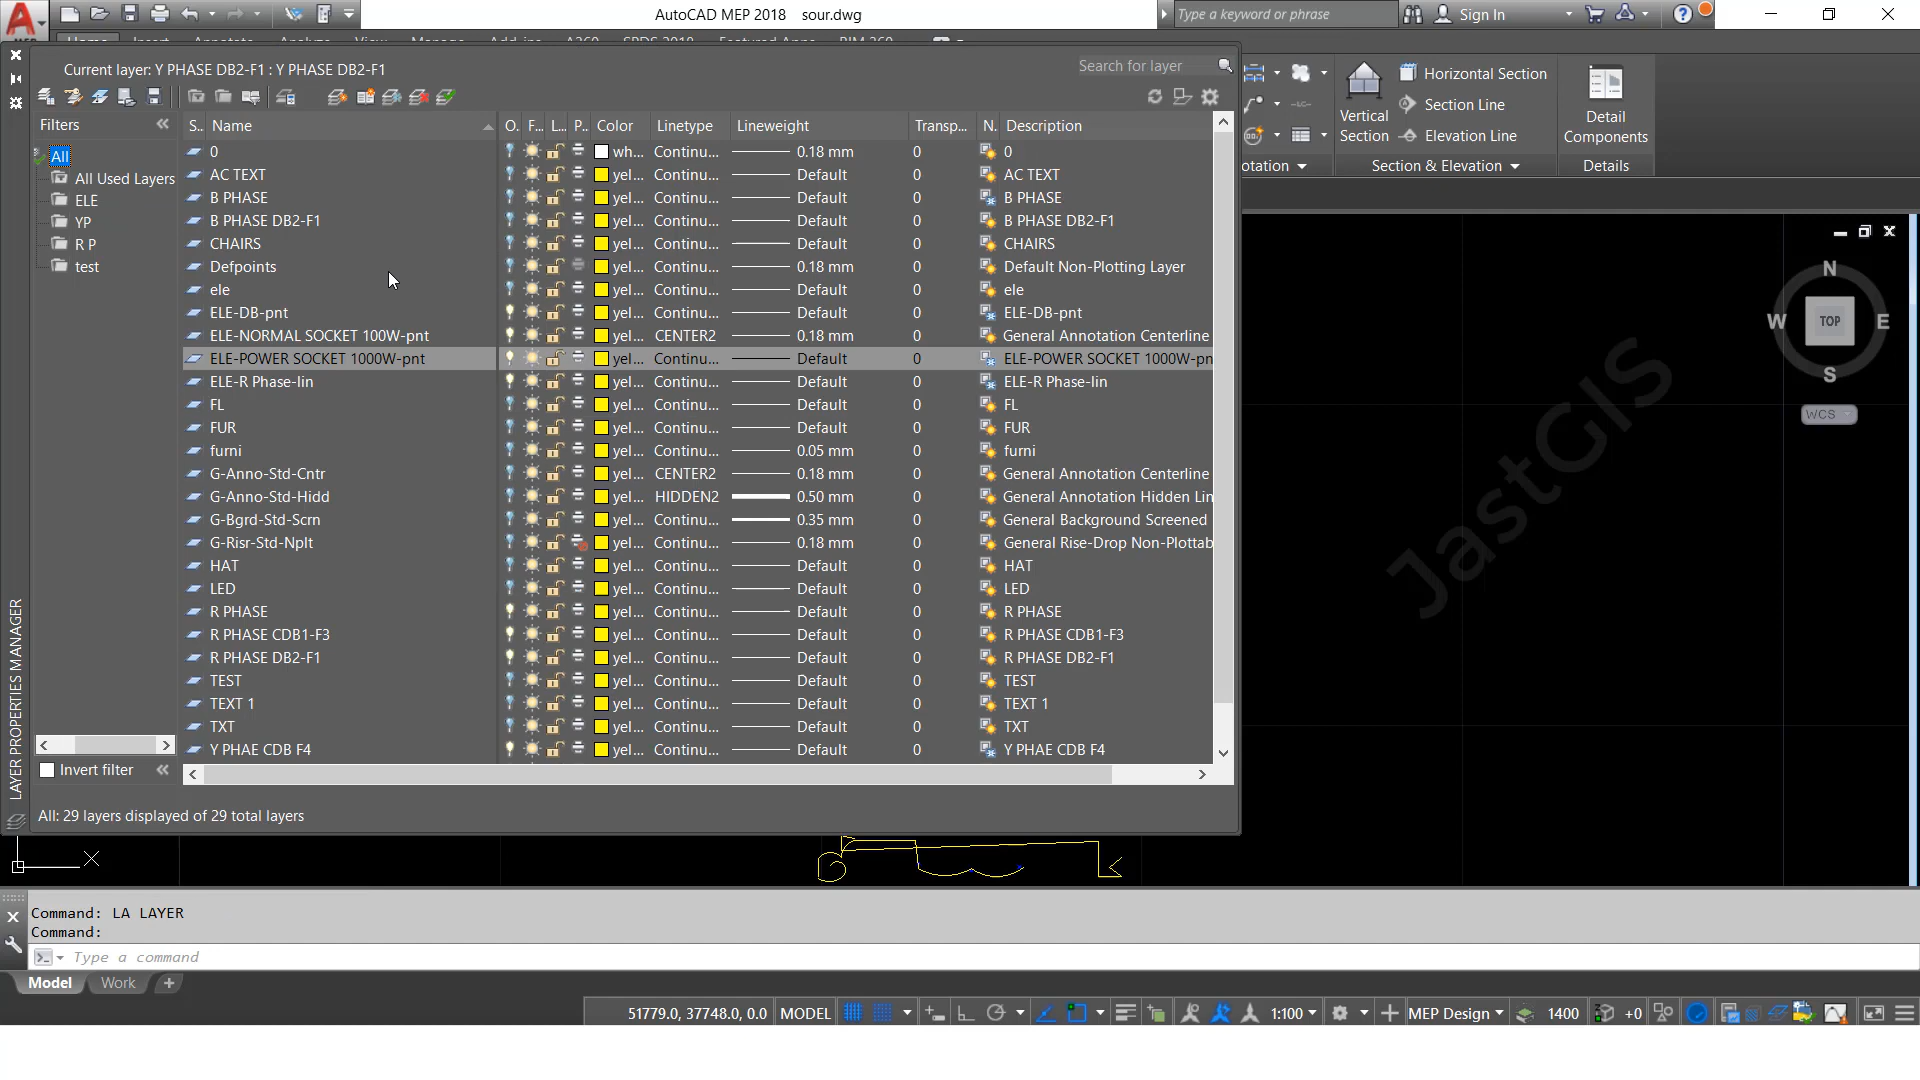 AutoCAD MEP 2018 sour.dwg
Type a keyword or phrase
Sign In
Current layer: Y PHASE DB2-F1 : Y PHASE DB2-F1
Search for layer
Filters
All
All Used Layers
ELE
YP
R P
test
S.. Name O. F... L... P.. Color Linetype Lineweight Transp... N. Description
0 wh... Continu... 0.18 mm 0 0
AC TEXT yel... Continu... Default 0 AC TEXT
B PHASE yel... Continu... Default 0 B PHASE
B PHASE DB2-F1 yel... Continu... Default 0 B PHASE DB2-F1
CHAIRS yel... Continu... Default 0 CHAIRS
Defpoints yel... Continu... 0.18 mm 0 Default Non-Plotting Layer
ele yel... Continu... Default 0 ele
ELE-DB-pnt yel... Continu... Default 0 ELE-DB-pnt
ELE-NORMAL SOCKET 100W-pnt yel... CENTER2 0.18 mm 0 General Annotation Centerline
ELE-POWER SOCKET 1000W-pnt yel... Continu... Default 0 ELE-POWER SOCKET 1000W-pn
ELE-R Phase-lin yel... Continu... Default 0 ELE-R Phase-lin
FL yel... Continu... Default 0 FL
FUR yel... Continu... Default 0 FUR
furni yel... Continu... 0.05 mm 0 furni
G-Anno-Std-Cntr yel... CENTER2 0.18 mm 0 General Annotation Centerline
G-Anno-Std-Hidd yel... HIDDEN2 0.50 mm 0 General Annotation Hidden Lin
G-Bgrd-Std-Scrn yel... Continu... 0.35 mm 0 General Background Screened
G-Risr-Std-Nplt yel... Continu... 0.18 mm 0 General Rise-Drop Non-Plottab
HAT yel... Continu... Default 0 HAT
LED yel... Continu... Default 0 LED
R PHASE yel... Continu... Default 0 R PHASE
R PHASE CDB1-F3 yel... Continu... Default 0 R PHASE CDB1-F3
R PHASE DB2-F1 yel... Continu... Default 0 R PHASE DB2-F1
TEST yel... Continu... Default 0 TEST
TEXT 1 yel... Continu... Default 0 TEXT 1
TXT yel... Continu... Default 0 TXT
Y PHAE CDB F4 yel... Continu... Default 0 Y PHAE CDB F4
Invert filter
All: 29 layers displayed of 29 total layers
LAYER PROPERTIES MANAGER
Vertical Section
Horizontal Section
Section Line
Elevation Line
Detail Components
otation
Section & Elevation
Details
N
W
TOP
E
S
WCS
JastGIS
Command: LA LAYER
Command:
Type a command
Model
Work
51779.0, 37748.0, 0.0
MODEL
1:100
MEP Design
1400
+0